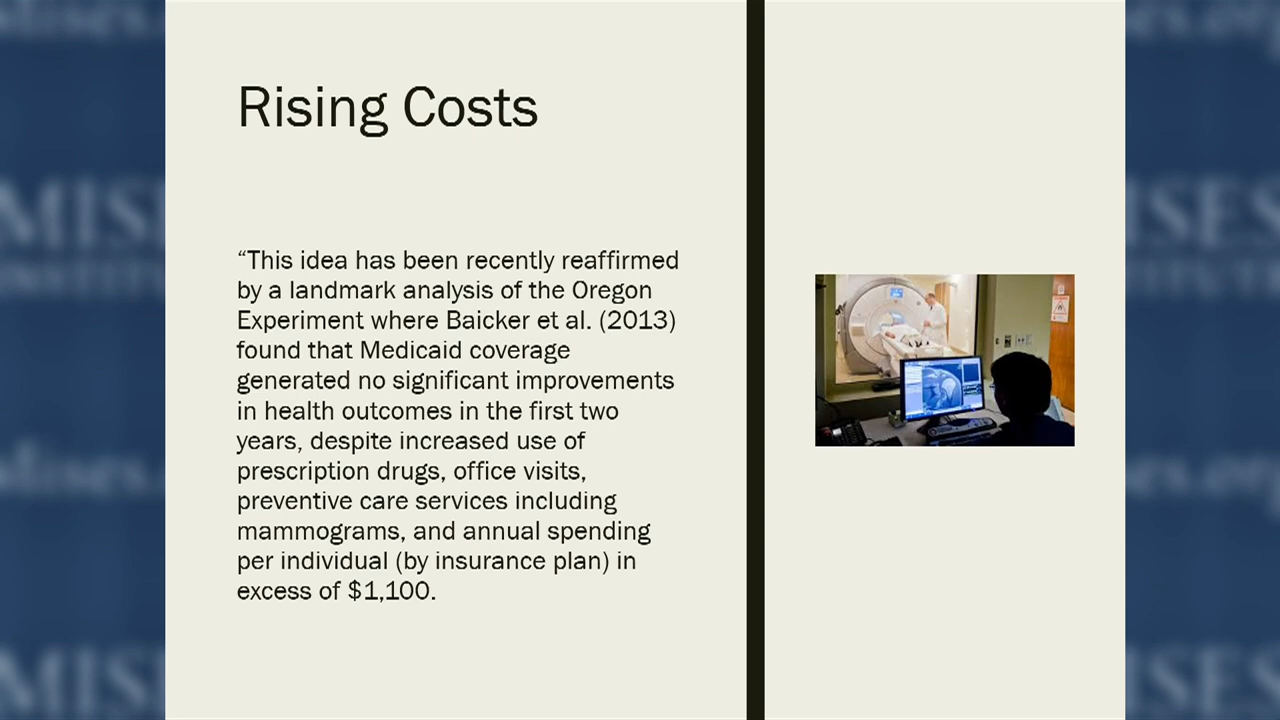 Rising Costs
“This idea has been recently reaffirmed
by a landmark analysis of the Oregon
Experiment where Baicker et al. (2013)
found that Medicaid coverage
generated no significant improvements
in health outcomes in the first two
years, despite increased use of
prescription drugs, office visits,
preventive care services including
mammograms, and annual spending
per individual (by insurance plan) in
excess of $1,100.